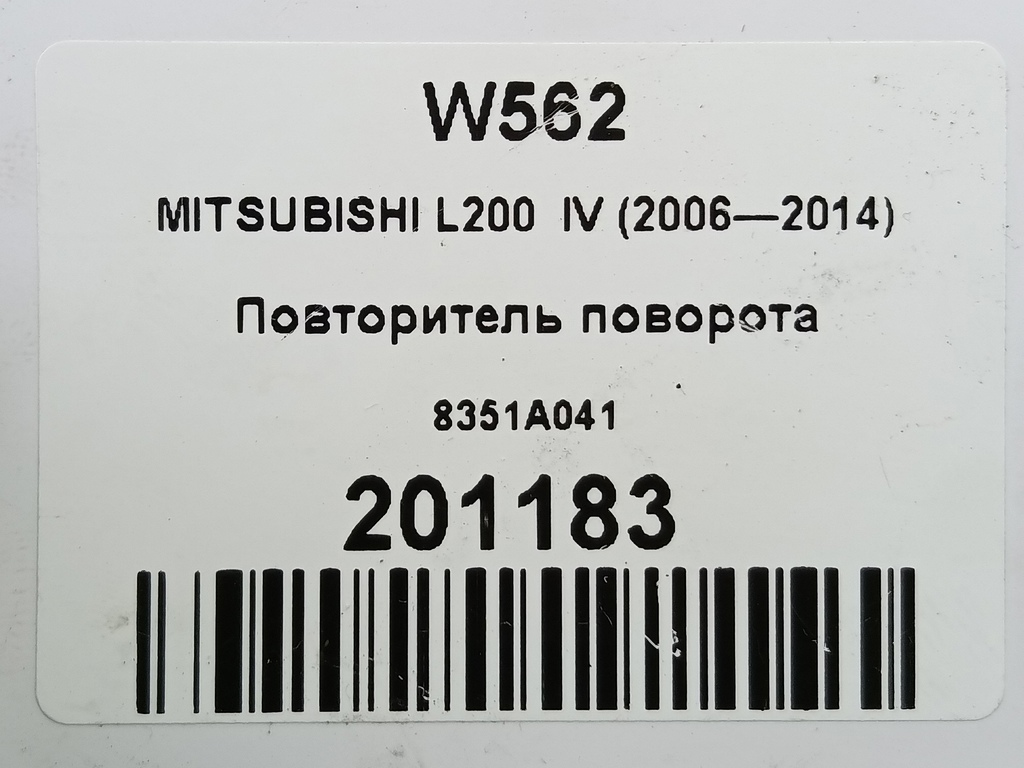 W562
MITSUBISHI L200 IV (2006—2014)
Повторитель поворота
8351A041
201183